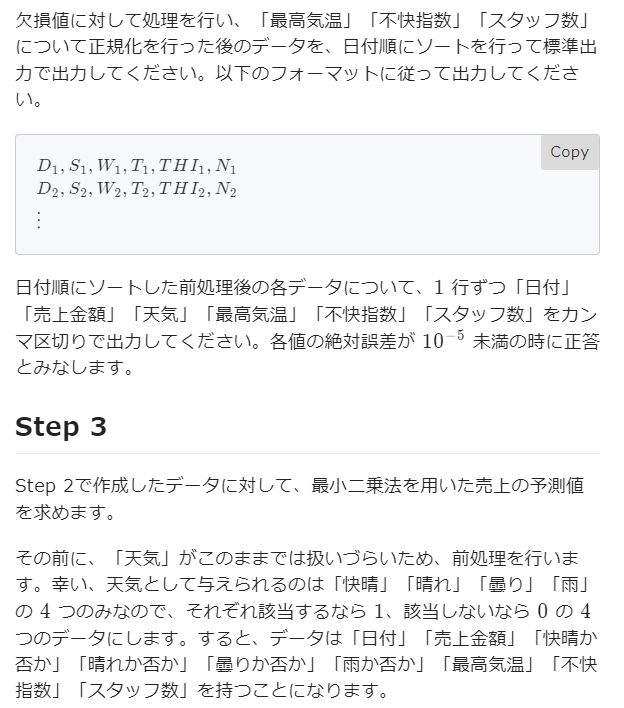 欠損値に対して処理を行い、「最高気温」「不快指数」「スタッフ数」
について正規化を行った後のデータを、日付順にソートを行って標準出
力で出力してください。以下のフォーマットに従って出力してくださ
い。
Copy
D₁, S₁, W₁, T₁, THI₁, N₁
D₂, S₂, W₂, T₂, THI₂, N₂
⋮
日付順にソートした前処理後の各データについて、1 行ずつ「日付」
「売上金額」「天気」「最高気温」「不快指数」「スタッフ数」をカン
マ区切りで出力してください。各値の絶対誤差が 10⁻⁵ 未満の時に正答
とみなします。
Step 3
Step 2で作成したデータに対して、最小二乗法を用いた売上の予測値
を求めます。
その前に、「天気」がこのままでは扱いづらいため、前処理を行いま
す。幸い、天気として与えられるのは「快晴」「晴れ」「曇り」「雨」
の 4 つのみなので、それぞれ該当するなら 1、該当しないなら 0 の 4
つのデータにします。すると、データは「日付」「売上金額」「快晴か
否か」「晴れか否か」「曇りか否か」「雨か否か」「最高気温」「不快
指数」「スタッフ数」を持つことになります。